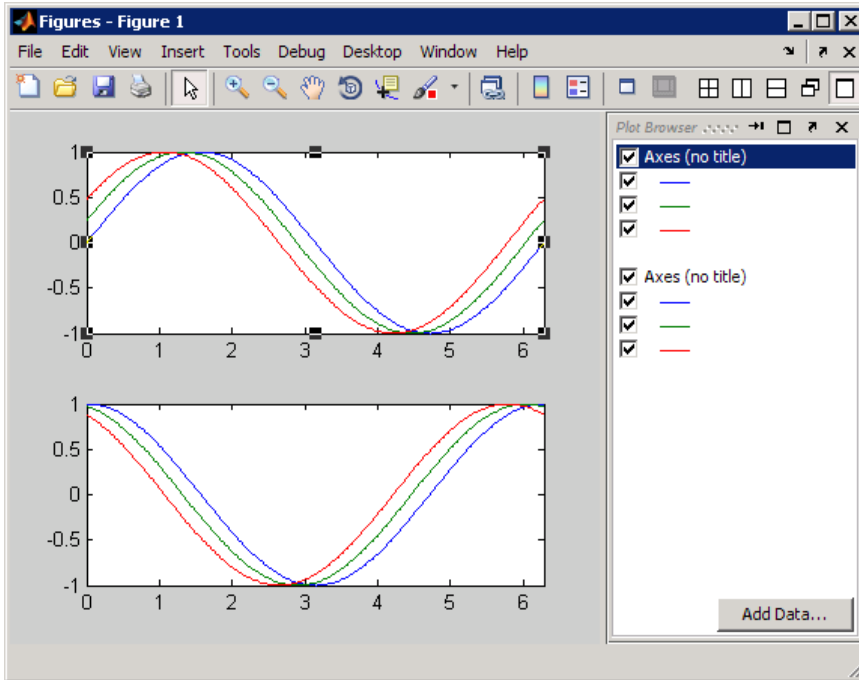 Figures - Figure 1
File Edit View Insert Tools Debug Desktop Window Help
Plot Browser
Axes (no title)
Axes (no title)
Add Data...
1
0.5
0
-0.5
-1
0 1 2 3 4 5 6
1
0.5
0
-0.5
-1
0 1 2 3 4 5 6